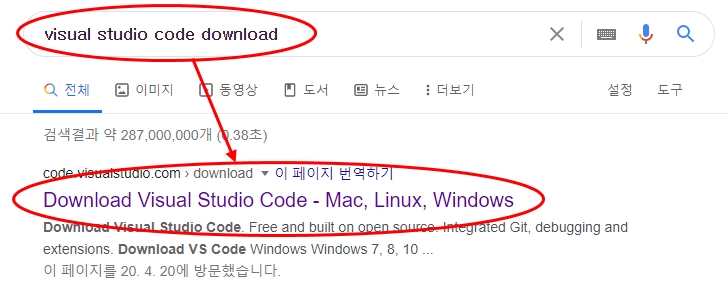 visual studio code download
전체 이미지 동영상 도서 뉴스 더보기 설정 도구
검색결과 약 287,000,000개 (0.38초)
code.visualstudio.com › download 이 페이지 번역하기
Download Visual Studio Code - Mac, Linux, Windows
Download Visual Studio Code. Free and built on open source. Integrated Git, debugging and
extensions. Download VS Code Windows Windows 7, 8, 10 ...
이 페이지를 20. 4. 20에 방문했습니다.